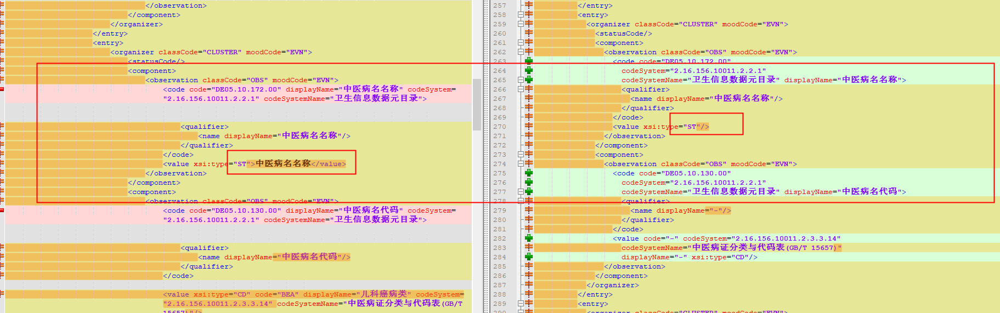 </observation>
</component>
</organizer>
</entry>
<entry>
<organizer classCode="CLUSTER" moodCode="EVN">
<statusCode/>
<component>
<observation classCode="OBS" moodCode="EVN">
<code code="DE05.10.172.00" displayName="中医病名名称" codeSystem=
"2.16.156.10011.2.2.1" codeSystemName="卫生信息数据元目录">
<qualifier>
<name displayName="中医病名名称"/>
</qualifier>
</code>
<value xsi:type="ST">中医病名名称</value>
</observation>
</component>
<component>
<observation classCode="OBS" moodCode="EVN">
<code code="DE05.10.130.00" displayName="中医病名代码" codeSystem=
"2.16.156.10011.2.2.1" codeSystemName="卫生信息数据元目录">
<qualifier>
<name displayName="中医病名代码"/>
</qualifier>
</code>
<value xsi:type="CD" code="BEA" displayName="儿科癌病类" codeSystem=
"2.16.156.10011.2.3.3.14" codeSystemName="中医病证分类与代码表(GB/T
15657)"/>
257 </entry>
258 <entry>
259 <organizer classCode="CLUSTER" moodCode="EVN">
260 <statusCode/>
261 <component>
262 <observation classCode="OBS" moodCode="EVN">
263 <code code="DE05.10.172.00"
264 codeSystem="2.16.156.10011.2.2.1"
265 codeSystemName="卫生信息数据元目录" displayName="中医病名名称">
266 <qualifier>
267 <name displayName="中医病名名称"/>
268 </qualifier>
269 </code>
270 <value xsi:type="ST"/>
271 </observation>
272 </component>
273 <component>
274 <observation classCode="OBS" moodCode="EVN">
275 <code code="DE05.10.130.00"
276 codeSystem="2.16.156.10011.2.2.1"
277 codeSystemName="卫生信息数据元目录" displayName="中医病名代码">
278 <qualifier>
279 <name displayName="-"/>
280 </qualifier>
281 </code>
282 <value code="-" codeSystem="2.16.156.10011.2.3.3.14"
283 codeSystemName="中医病证分类与代码表(GB/T 15657)"
284 displayName="-" xsi:type="CD"/>
285 </observation>
286 </component>
287 </organizer>
288 </entry>
289 <entry>
290 <organizer classCode="CLUSTER" moodCode="EVN">